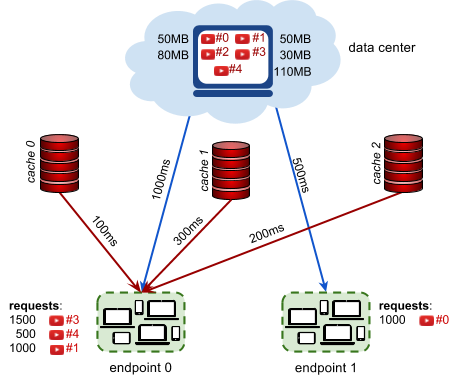 50MB #0 #1 50MB
80MB #2 #3 30MB
#4 110MB
data center
cache 0
cache 1
cache 2
1000ms
500ms
100ms
300ms
200ms
requests:
1500 #3
500 #4
1000 #1
endpoint 0
requests:
1000 #0
endpoint 1